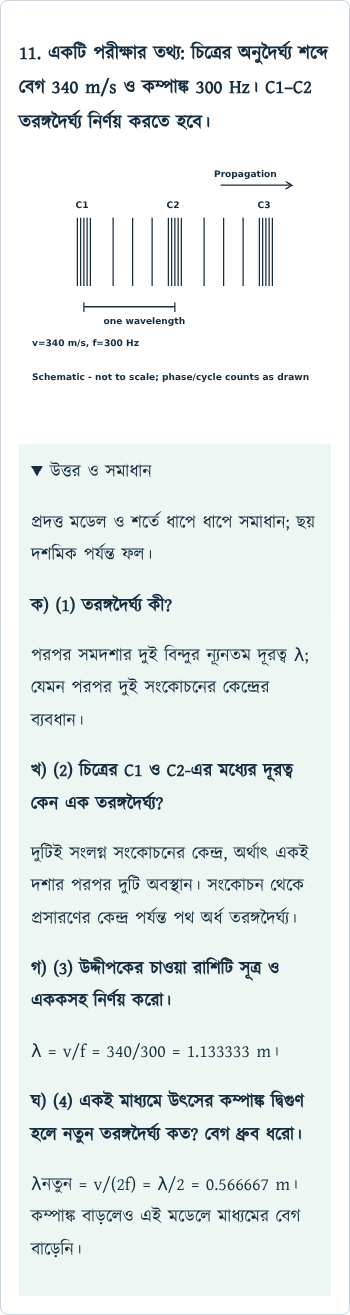 11. একটি পরীক্ষার তথ্য: চিত্রের অনুদৈর্ঘ্য শব্দে
বেগ 340 m/s ও কম্পাঙ্ক 300 Hz। C1–C2
তরঙ্গদৈর্ঘ্য নির্ণয় করতে হবে।
Propagation
C1 C2 C3
one wavelength
v=340 m/s, f=300 Hz
Schematic - not to scale; phase/cycle counts as drawn
▼ উত্তর ও সমাধান
প্রদত্ত মডেল ও শর্তে ধাপে ধাপে সমাধান; ছয়
দশমিক পর্যন্ত ফল।
ক) (1) তরঙ্গদৈর্ঘ্য কী?
পরপর সমদশার দুই বিন্দুর ন্যূনতম দূরত্ব λ;
যেমন পরপর দুই সংকোচনের কেন্দ্রের
ব্যবধান।
খ) (2) চিত্রের C1 ও C2-এর মধ্যের দূরত্ব
কেন এক তরঙ্গদৈর্ঘ্য?
দুটিই সংলগ্ন সংকোচনের কেন্দ্র, অর্থাৎ একই
দশার পরপর দুটি অবস্থান। সংকোচন থেকে
প্রসারণের কেন্দ্র পর্যন্ত পথ অর্ধ তরঙ্গদৈর্ঘ্য।
গ) (3) উদ্দীপকের চাওয়া রাশিটি সূত্র ও
এককসহ নির্ণয় করো।
λ = v/f = 340/300 = 1.133333 m।
ঘ) (4) একই মাধ্যমে উৎসের কম্পাঙ্ক দ্বিগুণ
হলে নতুন তরঙ্গদৈর্ঘ্য কত? বেগ ধ্রুব ধরো।
λনতুন = v/(2f) = λ/2 = 0.566667 m।
কম্পাঙ্ক বাড়লেও এই মডেলে মাধ্যমের বেগ
বাড়েনি।